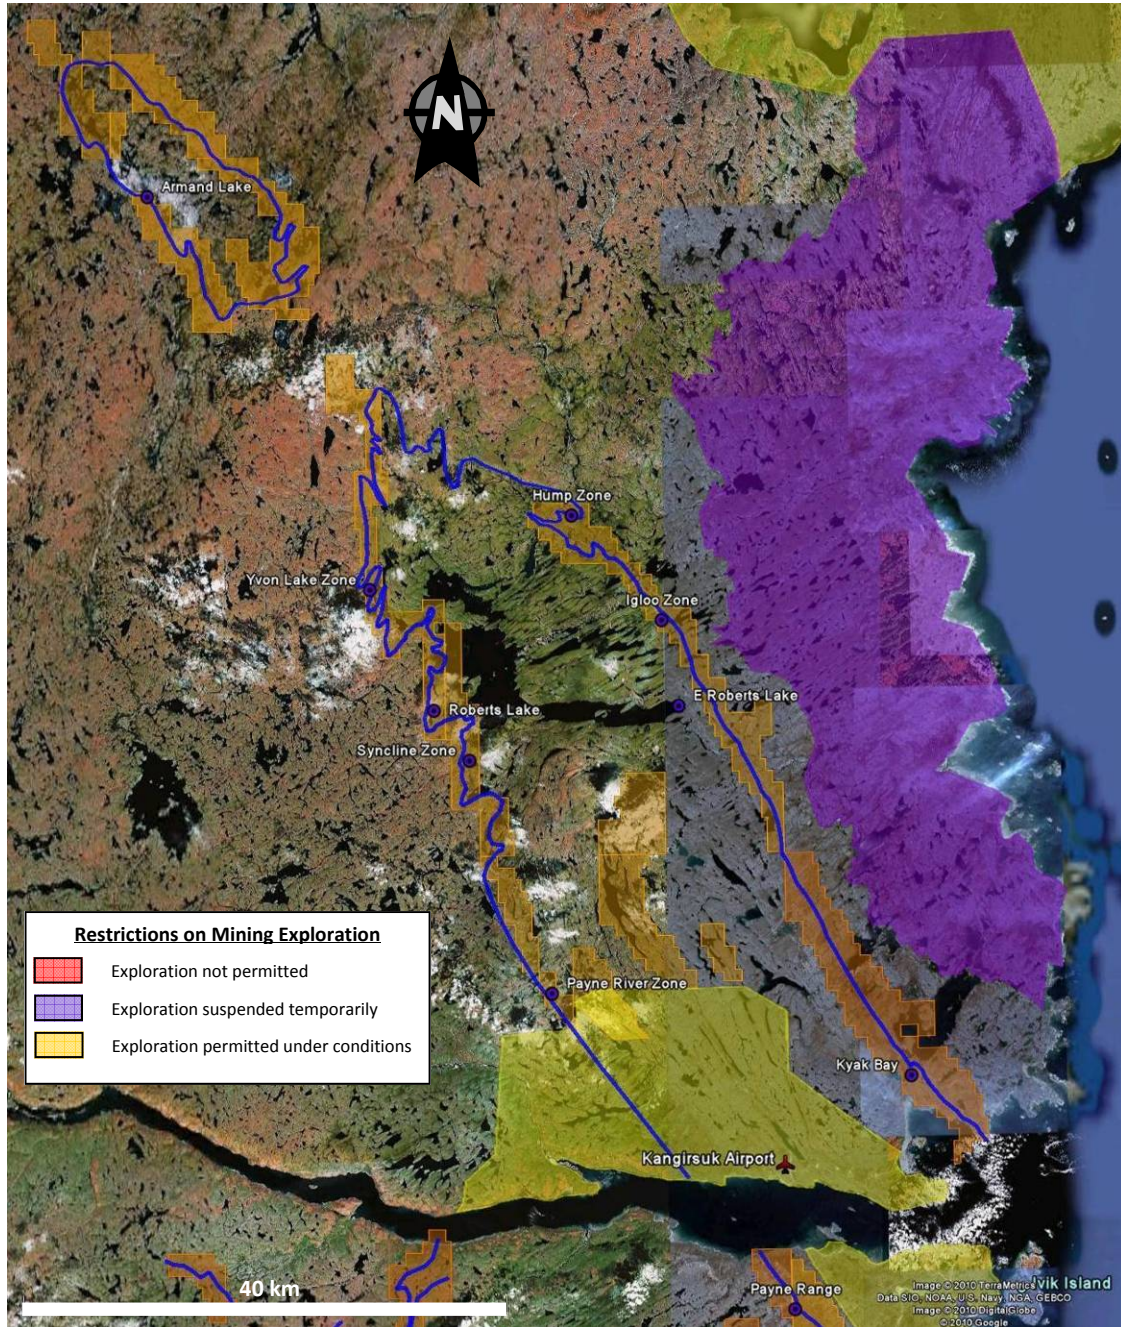 N
Armand Lake
Hump Zone
Yvon Lake Zone
Igloo Zone
E Roberts Lake
Roberts Lake
Syncline Zone
Restrictions on Mining Exploration
Exploration not permitted
Exploration suspended temporarily
Exploration permitted under conditions
Payne River Zone
Kyak Bay
Kangirsuk Airport
40 km
Payne Range
Ivik Island
Image © 2010 TerraMetrics
Data SIO, NOAA, U.S. Navy, NGA, GEBCO
Image © 2010 DigitalGlobe
© 2010 Google